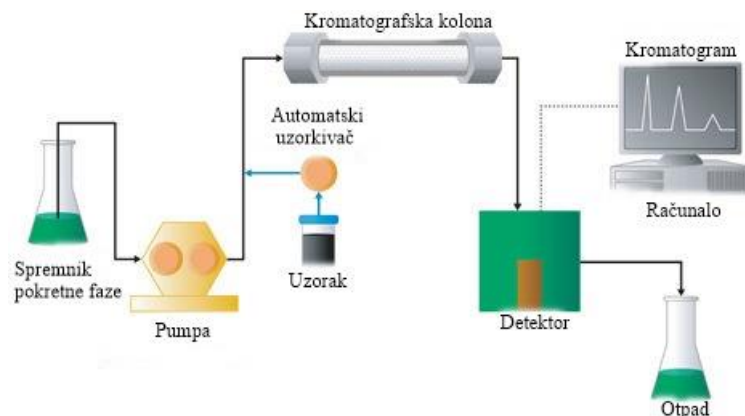 Kromatografska kolona
Kromatogram
Automatski
uzorkivač
Računalo
Spremnik
pokretne faze
Uzorak
Pumpa
Detektor
Otpad